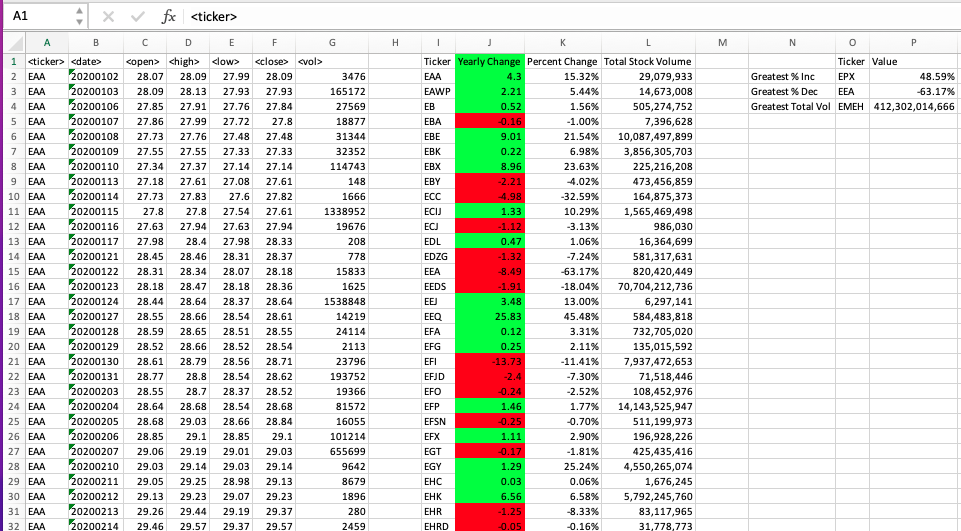 A1 fx <ticker>
A B C D E F G H I J K L M N O P
1 <ticker> <date> <open> <high> <low> <close> <vol> Ticker Yearly Change Percent Change Total Stock Volume Ticker Value
2 EAA 20200102 28.07 28.09 27.99 28.09 3476 EAA 4.3 15.32% 29,079,933 Greatest % Inc EPX 48.59%
3 EAA 20200103 28.09 28.13 27.93 27.93 165172 EAWP 2.21 5.44% 14,673,008 Greatest % Dec EEA -63.17%
4 EAA 20200106 27.85 27.91 27.76 27.84 27569 EB 0.52 1.56% 505,274,752 Greatest Total Vol EMEH 412,302,014,666
5 EAA 20200107 27.86 27.99 27.72 27.8 18877 EBA -0.16 -1.00% 7,396,628
6 EAA 20200108 27.73 27.76 27.48 27.48 31344 EBE 9.01 21.54% 10,087,497,899
7 EAA 20200109 27.55 27.55 27.33 27.33 32352 EBK 0.22 6.98% 3,856,305,703
8 EAA 20200110 27.34 27.37 27.14 27.14 114743 EBX 8.96 23.63% 225,216,208
9 EAA 20200113 27.18 27.61 27.08 27.61 148 EBY -2.21 -4.02% 473,456,859
10 EAA 20200114 27.73 27.83 27.6 27.82 1666 ECC -4.98 -32.59% 164,875,373
11 EAA 20200115 27.8 27.8 27.54 27.61 1338952 ECIJ 1.33 10.29% 1,565,469,498
12 EAA 20200116 27.63 27.94 27.63 27.94 19676 ECJ -1.12 -3.13% 986,030
13 EAA 20200117 27.98 28.4 27.98 28.33 208 EDL 0.47 1.06% 16,364,699
14 EAA 20200121 28.45 28.46 28.31 28.37 778 EDZG -1.32 -7.24% 581,317,631
15 EAA 20200122 28.31 28.34 28.07 28.18 15833 EEA -8.49 -63.17% 820,420,449
16 EAA 20200123 28.18 28.47 28.18 28.36 1625 EEDS -1.91 -18.04% 70,704,212,736
17 EAA 20200124 28.44 28.64 28.37 28.64 1538848 EEJ 3.48 13.00% 6,297,141
18 EAA 20200127 28.55 28.66 28.54 28.61 14219 EEQ 25.83 45.48% 584,483,818
19 EAA 20200128 28.59 28.65 28.51 28.55 24114 EFA 0.12 3.31% 732,705,020
20 EAA 20200129 28.52 28.66 28.52 28.54 2113 EFG 0.25 2.11% 135,015,592
21 EAA 20200130 28.61 28.79 28.56 28.71 23796 EFI -13.73 -11.41% 7,937,472,653
22 EAA 20200131 28.77 28.8 28.54 28.62 193752 EFJD -2.4 -7.30% 71,518,446
23 EAA 20200203 28.55 28.7 28.37 28.52 19366 EFO -0.24 -2.52% 108,452,976
24 EAA 20200204 28.64 28.68 28.54 28.68 81572 EFP 1.46 1.77% 14,143,525,947
25 EAA 20200205 28.68 29.03 28.66 28.84 16055 EFSN -0.25 -0.70% 511,199,973
26 EAA 20200206 28.85 29.1 28.85 29.1 101214 EFX 1.11 2.90% 196,928,226
27 EAA 20200207 29.06 29.19 29.01 29.03 655699 EGT -0.17 -1.81% 425,435,416
28 EAA 20200210 29.03 29.14 29.03 29.14 9642 EGY 1.29 25.24% 4,550,265,074
29 EAA 20200211 29.05 29.25 28.98 29.13 8679 EHC 0.03 0.06% 1,676,245
30 EAA 20200212 29.13 29.23 29.07 29.23 1896 EHK 6.56 6.58% 5,792,245,760
31 EAA 20200213 29.26 29.44 29.19 29.37 280 EHR -1.25 -8.33% 83,117,965
32 EAA 20200214 29.46 29.57 29.37 29.57 2459 EHRD -0.05 -0.16% 31,778,773